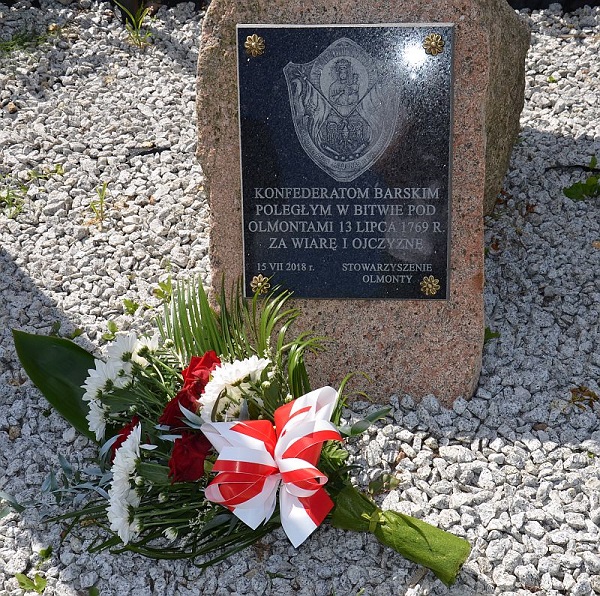 KONFEDERATOM BARSKIM
POLEGŁYM W BITWIE POD
OLMONTAMI 13 LIPCA 1769 R.
ZA WIARĘ I OJCZYZNĘ
15 VII 2018 r. STOWARZYSZENIE
OLMONTY